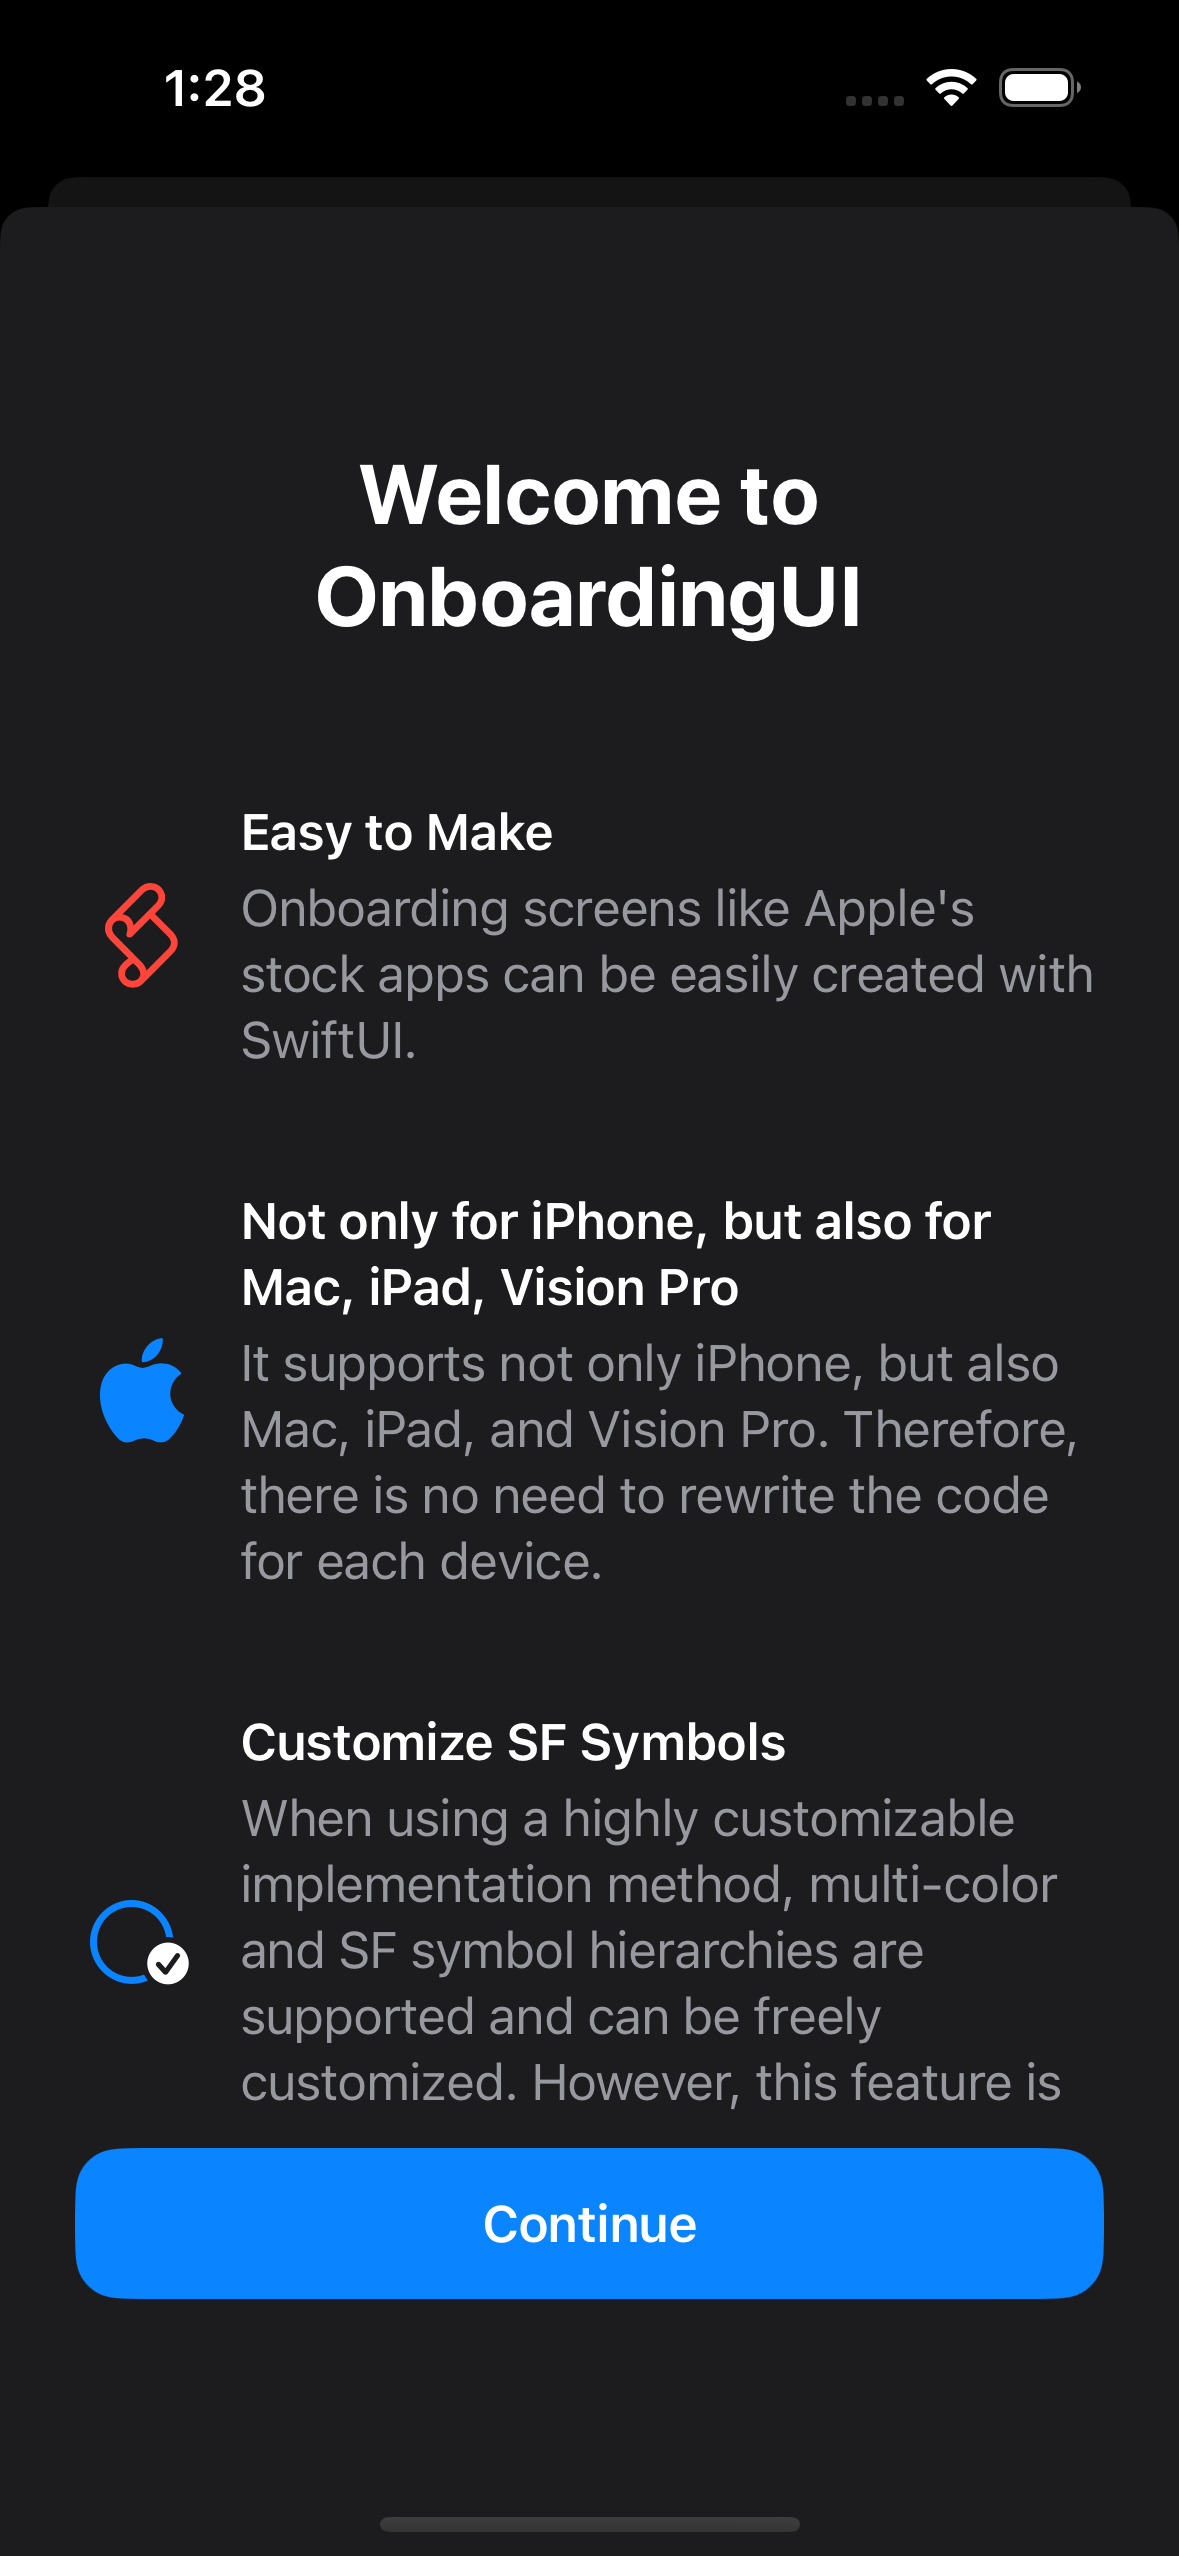 1:28
Welcome to
OnboardingUI
Easy to Make
Onboarding screens like Apple's
stock apps can be easily created with
SwiftUI.
Not only for iPhone, but also for
Mac, iPad, Vision Pro
It supports not only iPhone, but also
Mac, iPad, and Vision Pro. Therefore,
there is no need to rewrite the code
for each device.
Customize SF Symbols
When using a highly customizable
implementation method, multi-color
and SF symbol hierarchies are
supported and can be freely
customized. However, this feature is
Continue